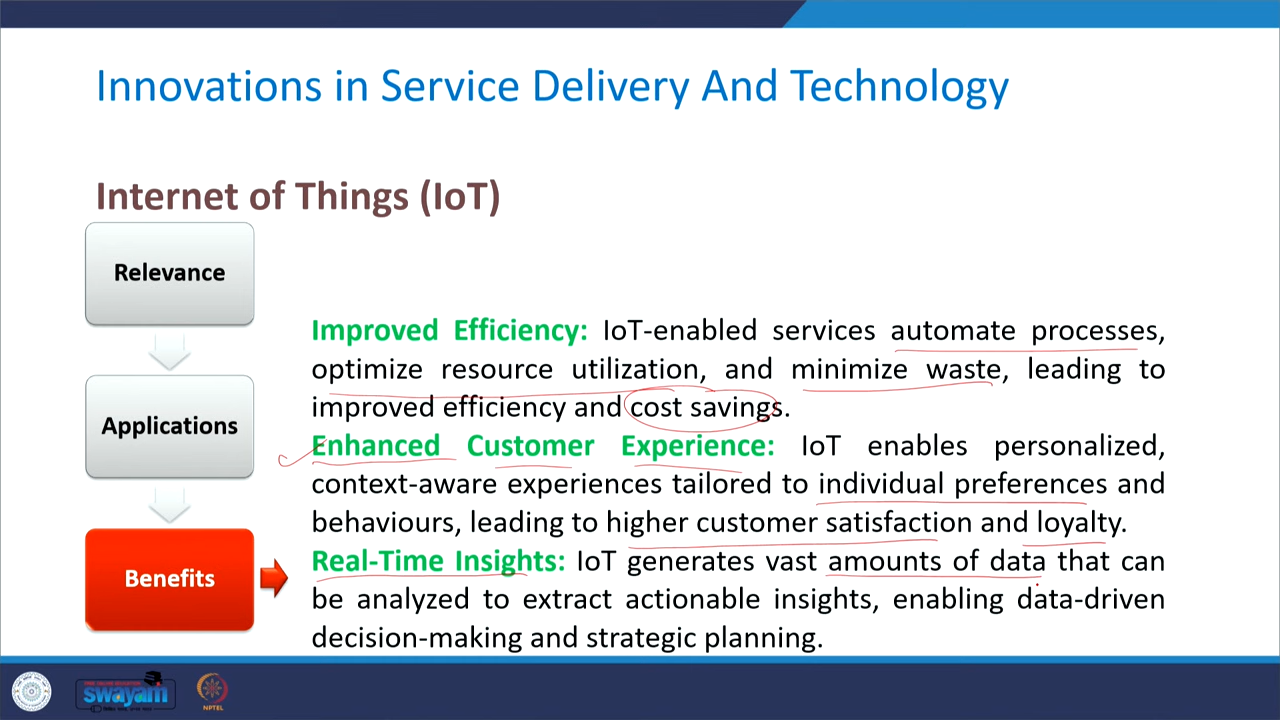 Innovations in Service Delivery And Technology
Internet of Things (IoT)
Relevance
Applications
Benefits
Improved Efficiency: IoT-enabled services automate processes,
optimize resource utilization, and minimize waste, leading to
improved efficiency and cost savings.
Enhanced Customer Experience: IoT enables personalized,
context-aware experiences tailored to individual preferences and
behaviours, leading to higher customer satisfaction and loyalty.
Real-Time Insights: IoT generates vast amounts of data that can
be analyzed to extract actionable insights, enabling data-driven
decision-making and strategic planning.
swayam
NPTEL